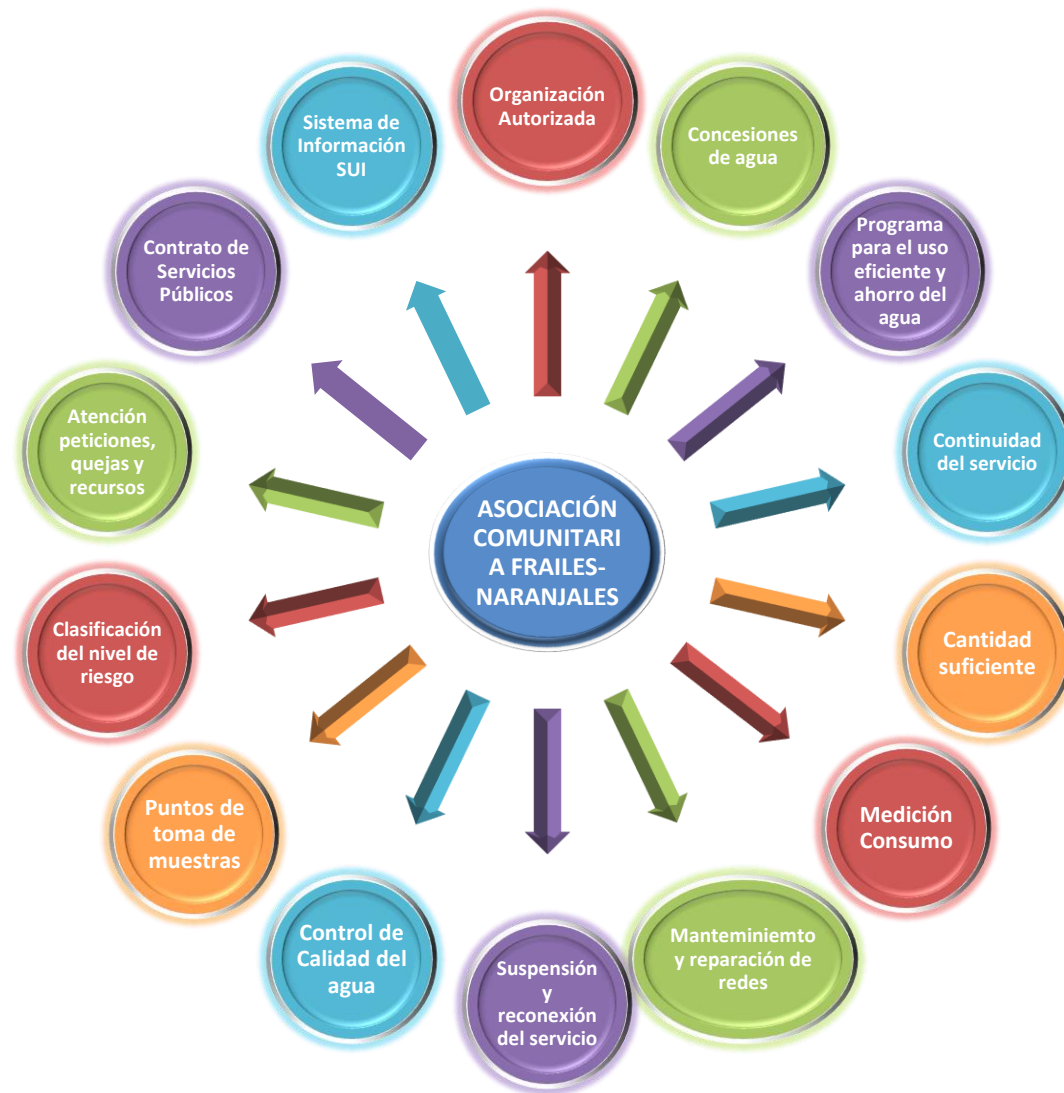 Organización
Autorizada
Concesiones
de agua
Programa
para el uso
eficiente y
ahorro del
agua
Continuidad
del servicio
Cantidad
suficiente
Medición
Consumo
Manteminiemto
y reparación de
redes
Suspensión
y
reconexión
del servicio
Control de
Calidad del
agua
Puntos de
toma de
muestras
Clasificación
del nivel de
riesgo
Atención
peticiones,
quejas y
recursos
Contrato de
Servicios
Públicos
Sistema de
Información
SUI
ASOCIACIÓN
COMUNITARI
A FRAILES-
NARANJALES